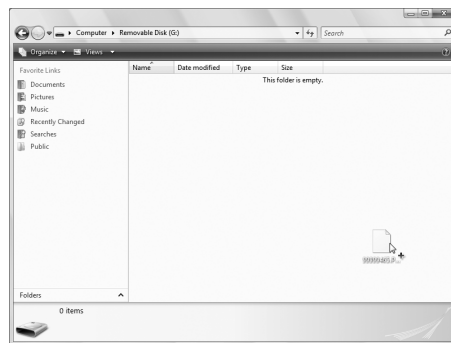 Computer ▸ Removable Disk (G:)
Search
Organize Views
Favorite Links
Name Date modified Type Size
This folder is empty.
Documents
Pictures
Music
Recently Changed
Searches
Public
Folders
0 items